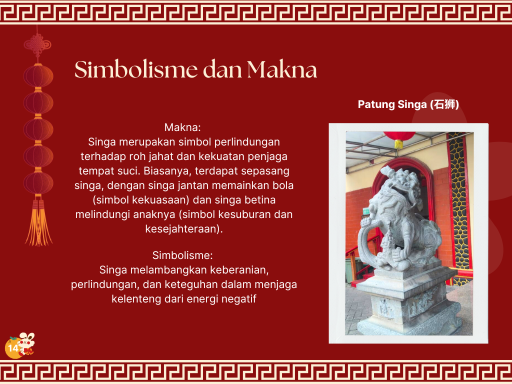 Simbolisme dan Makna
Patung Singa (石狮)
Makna:
Singa merupakan simbol perlindungan
terhadap roh jahat dan kekuatan penjaga
tempat suci. Biasanya, terdapat sepasang
singa, dengan singa jantan memainkan bola
(simbol kekuasaan) dan singa betina
melindungi anaknya (simbol kesuburan dan
kesejahteraan).
Simbolisme:
Singa melambangkan keberanian,
perlindungan, dan keteguhan dalam menjaga
kelenteng dari energi negatif
14